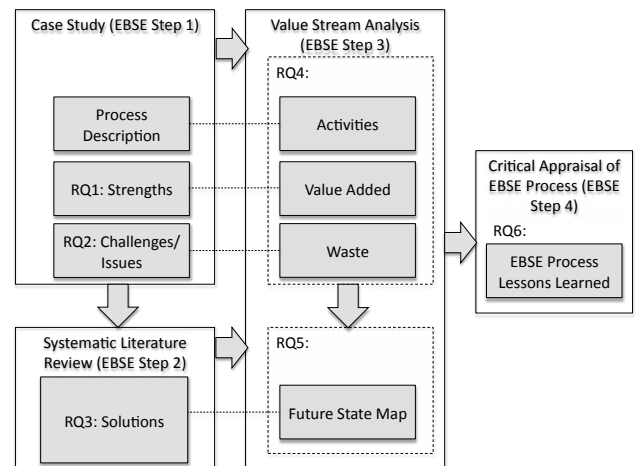 Case Study (EBSE Step 1)
Process
Description
RQ1: Strengths
RQ2: Challenges/
Issues
Systematic Literature
Review (EBSE Step 2)
RQ3: Solutions
Value Stream Analysis
(EBSE Step 3)
RQ4:
Activities
Value Added
Waste
RQ5:
Future State Map
Critical Appraisal of
EBSE Process (EBSE
Step 4)
RQ6:
EBSE Process
Lessons Learned